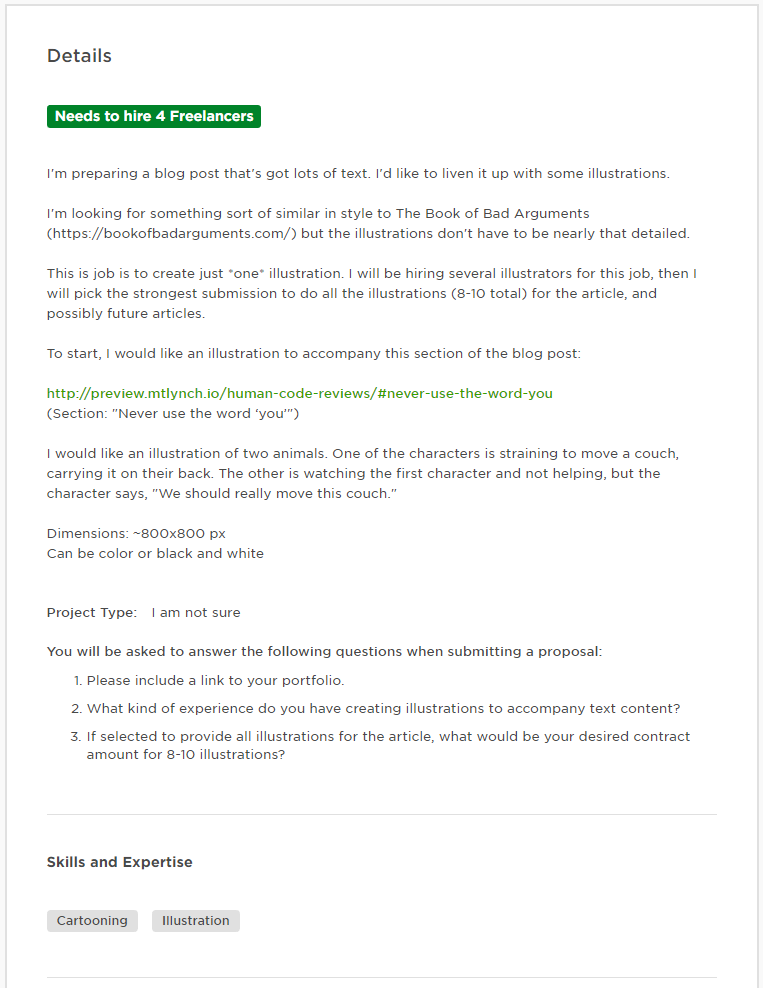 Details
Needs to hire 4 Freelancers
I'm preparing a blog post that's got lots of text. I'd like to liven it up with some illustrations.
I'm looking for something sort of similar in style to The Book of Bad Arguments
(https://bookofbadarguments.com/) but the illustrations don't have to be nearly that detailed.
This is job is to create just *one* illustration. I will be hiring several illustrators for this job, then I
will pick the strongest submission to do all the illustrations (8-10 total) for the article, and
possibly future articles.
To start, I would like an illustration to accompany this section of the blog post:
http://preview.mtlynch.io/human-code-reviews/#never-use-the-word-you
(Section: "Never use the word ‘you’")
I would like an illustration of two animals. One of the characters is straining to move a couch,
carrying it on their back. The other is watching the first character and not helping, but the
character says, "We should really move this couch."
Dimensions: ~800x800 px
Can be color or black and white
Project Type: I am not sure
You will be asked to answer the following questions when submitting a proposal:
1. Please include a link to your portfolio.
2. What kind of experience do you have creating illustrations to accompany text content?
3. If selected to provide all illustrations for the article, what would be your desired contract
amount for 8-10 illustrations?
Skills and Expertise
Cartooning Illustration